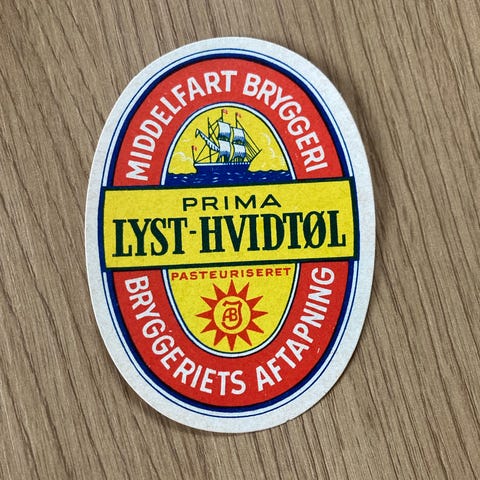 MIDDELFART BRYGGERI
PRIMA
LYST-HVIDTØL
PASTEURISERET
BRYGGERIETS AFTAPNING